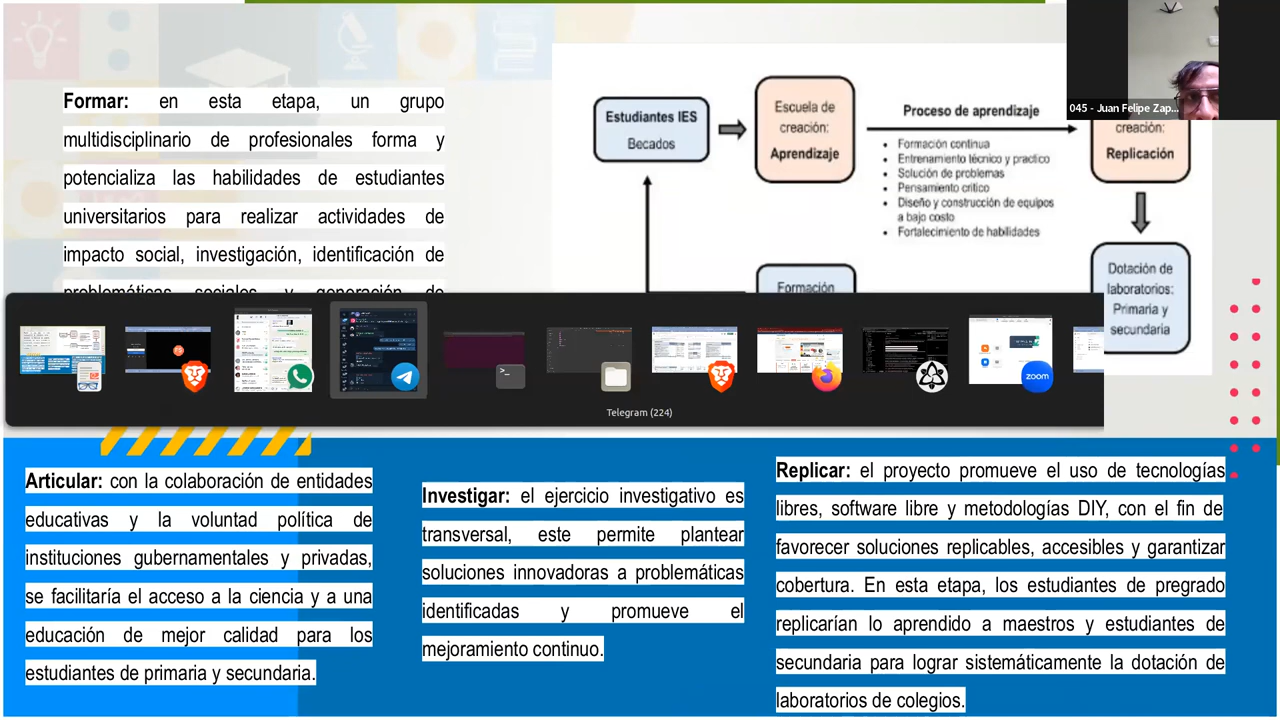 Formar: en esta etapa, un grupo
multidisciplinario de profesionales forma y
potencializa las habilidades de estudiantes
universitarios para realizar actividades de
impacto social, investigación, identificación de
problemáticas sociales y generación de
Estudiantes IES
Becados
Escuela de
creación:
Aprendizaje
Proceso de aprendizaje
Formación continua
Entrenamiento técnico y practico
Solución de problemas
Pensamiento critico
Diseño y construcción de equipos
a bajo costo
Fortalecimiento de habilidades
045 - Juan Felipe Zap...
creación:
Replicación
Dotación de
laboratorios:
Primaria y
secundaria
Formación
zoom
Telegram (224)
Articular: con la colaboración de entidades
educativas y la voluntad política de
instituciones gubernamentales y privadas,
se facilitaría el acceso a la ciencia y a una
educación de mejor calidad para los
estudiantes de primaria y secundaria.
Investigar: el ejercicio investigativo es
transversal, este permite plantear
soluciones innovadoras a problemáticas
identificadas y promueve el
mejoramiento continuo.
Replicar: el proyecto promueve el uso de tecnologías
libres, software libre y metodologías DIY, con el fin de
favorecer soluciones replicables, accesibles y garantizar
cobertura. En esta etapa, los estudiantes de pregrado
replicarían lo aprendido a maestros y estudiantes de
secundaria para lograr sistemáticamente la dotación de
laboratorios de colegios.